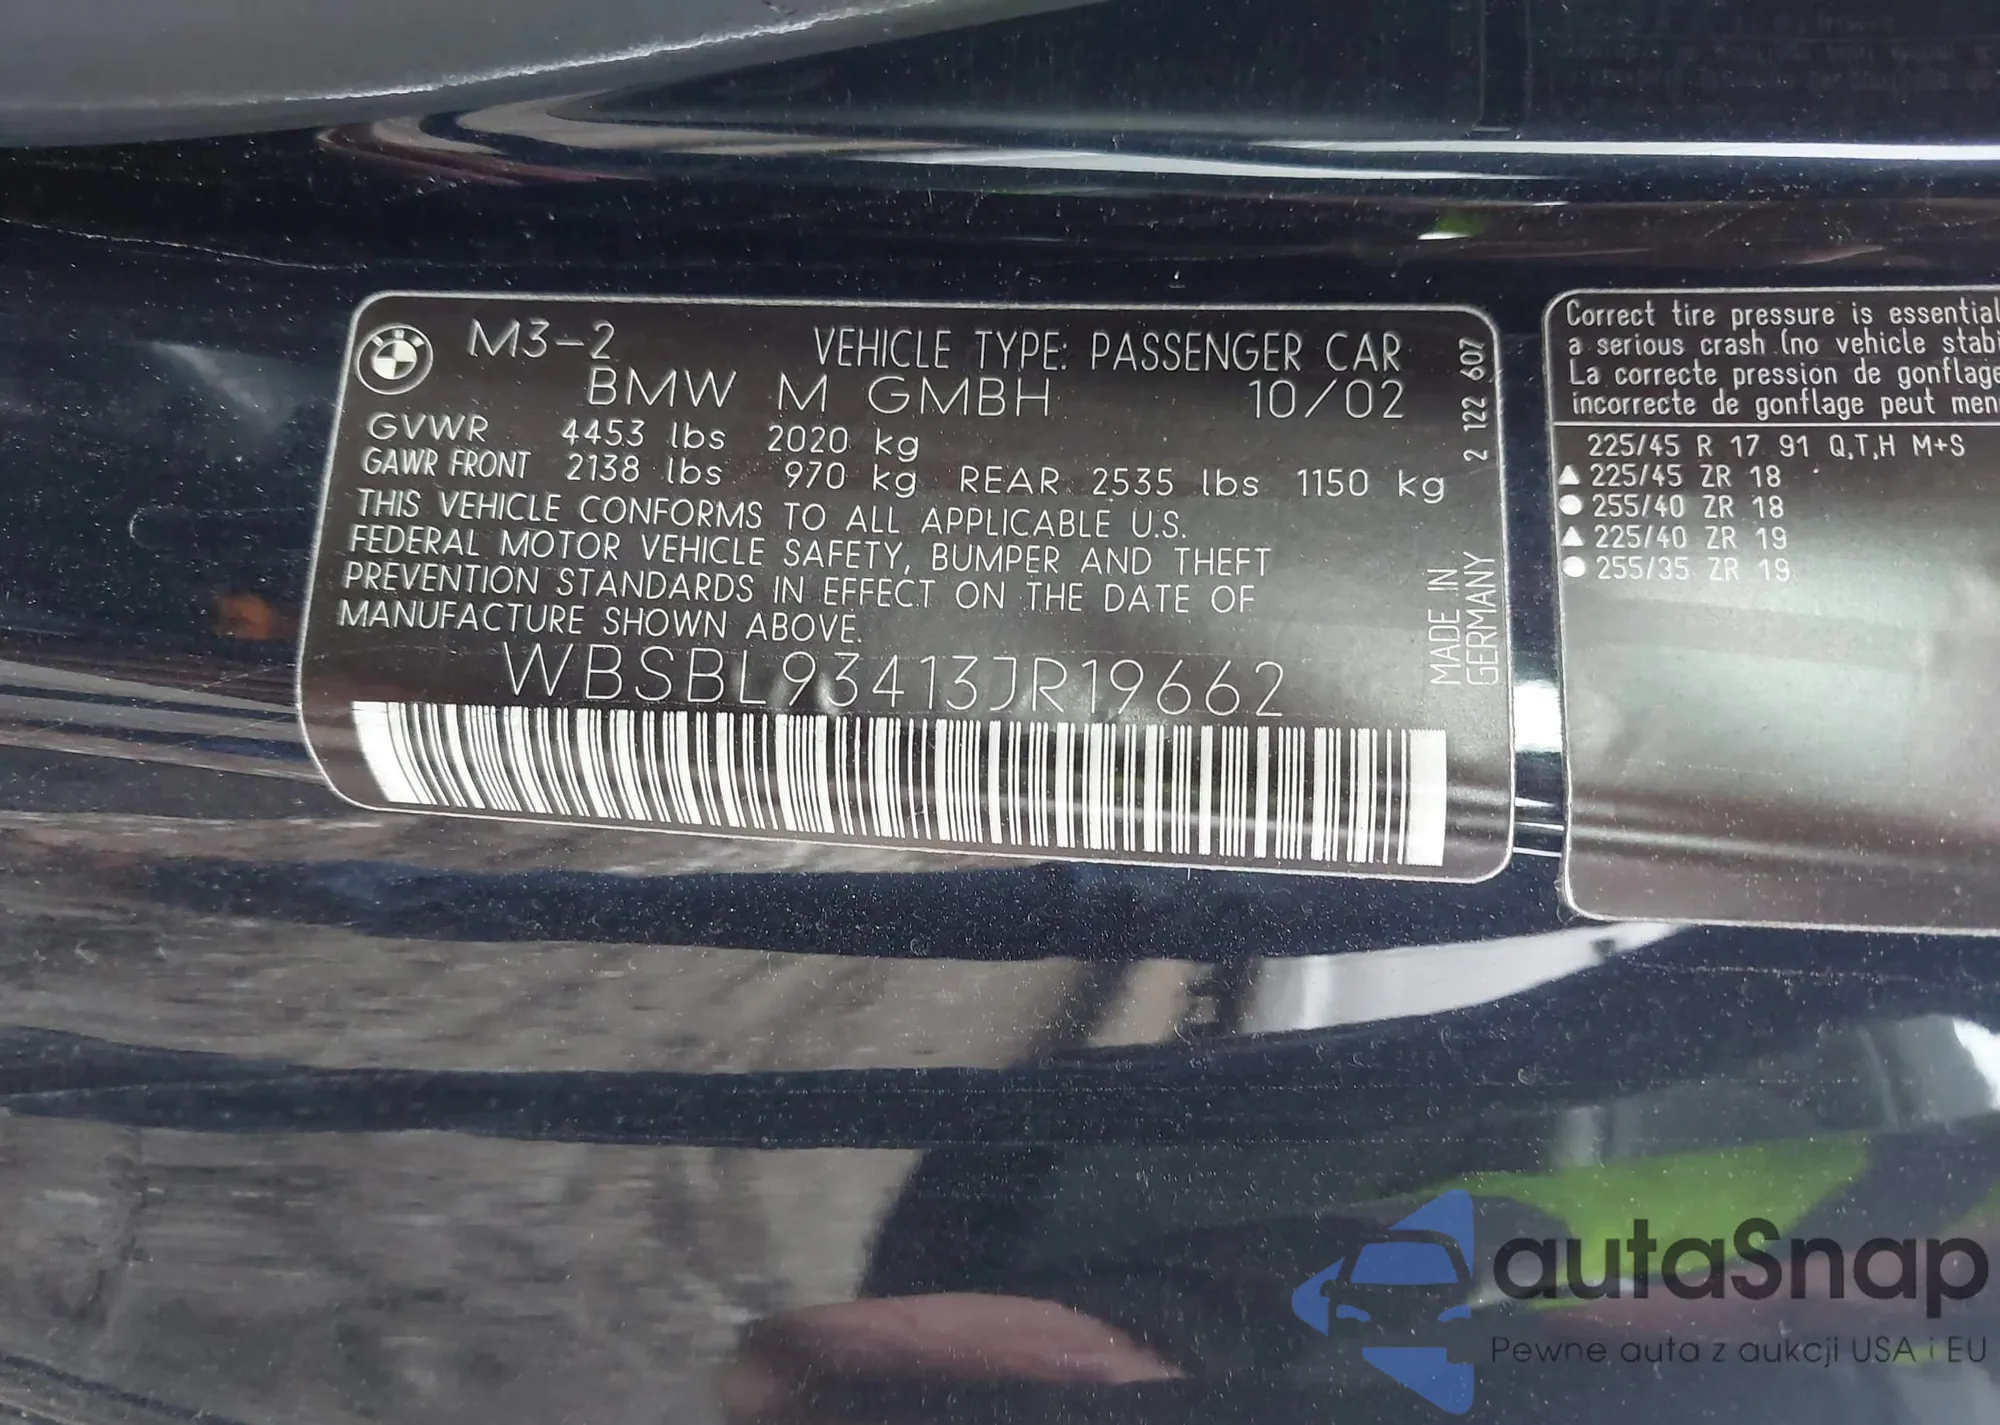 M3-2
VEHICLE TYPE: PASSENGER CAR
BMW M GMBH 10/02
GVWR 4453 lbs 2020 kg
GAWR FRONT 2138 lbs 970 kg REAR 2535 lbs 1150 kg
THIS VEHICLE CONFORMS TO ALL APPLICABLE U.S.
FEDERAL MOTOR VEHICLE SAFETY, BUMPER AND THEFT
PREVENTION STANDARDS IN EFFECT ON THE DATE OF
MANUFACTURE SHOWN ABOVE.
WBSBL93413JR19662
2 122 607
MADE IN
GERMANY
Correct tire pressure is essential
a serious crash (no vehicle stabi
La correcte pression de gonflage
incorrecte de gonflage peut men
225/45 R 17 91 Q,T,H M+S
▲ 225/45 ZR 18
● 255/40 ZR 18
▲ 225/40 ZR 19
● 255/35 ZR 19
autaSnap
Pewne auta z aukcji USA i EU